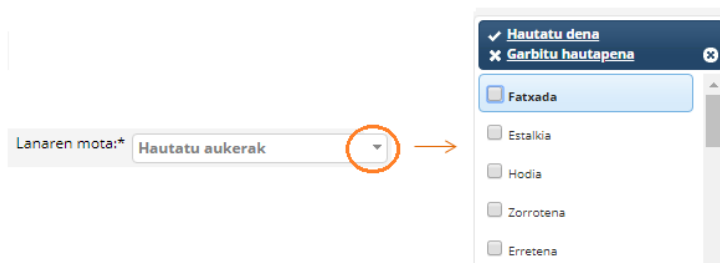 Lanaren mota:* Hautatu aukerak
Hautatu dena
Garbitu hautapena
Fatxada
Estalkia
Hodia
Zorrotena
Erretena